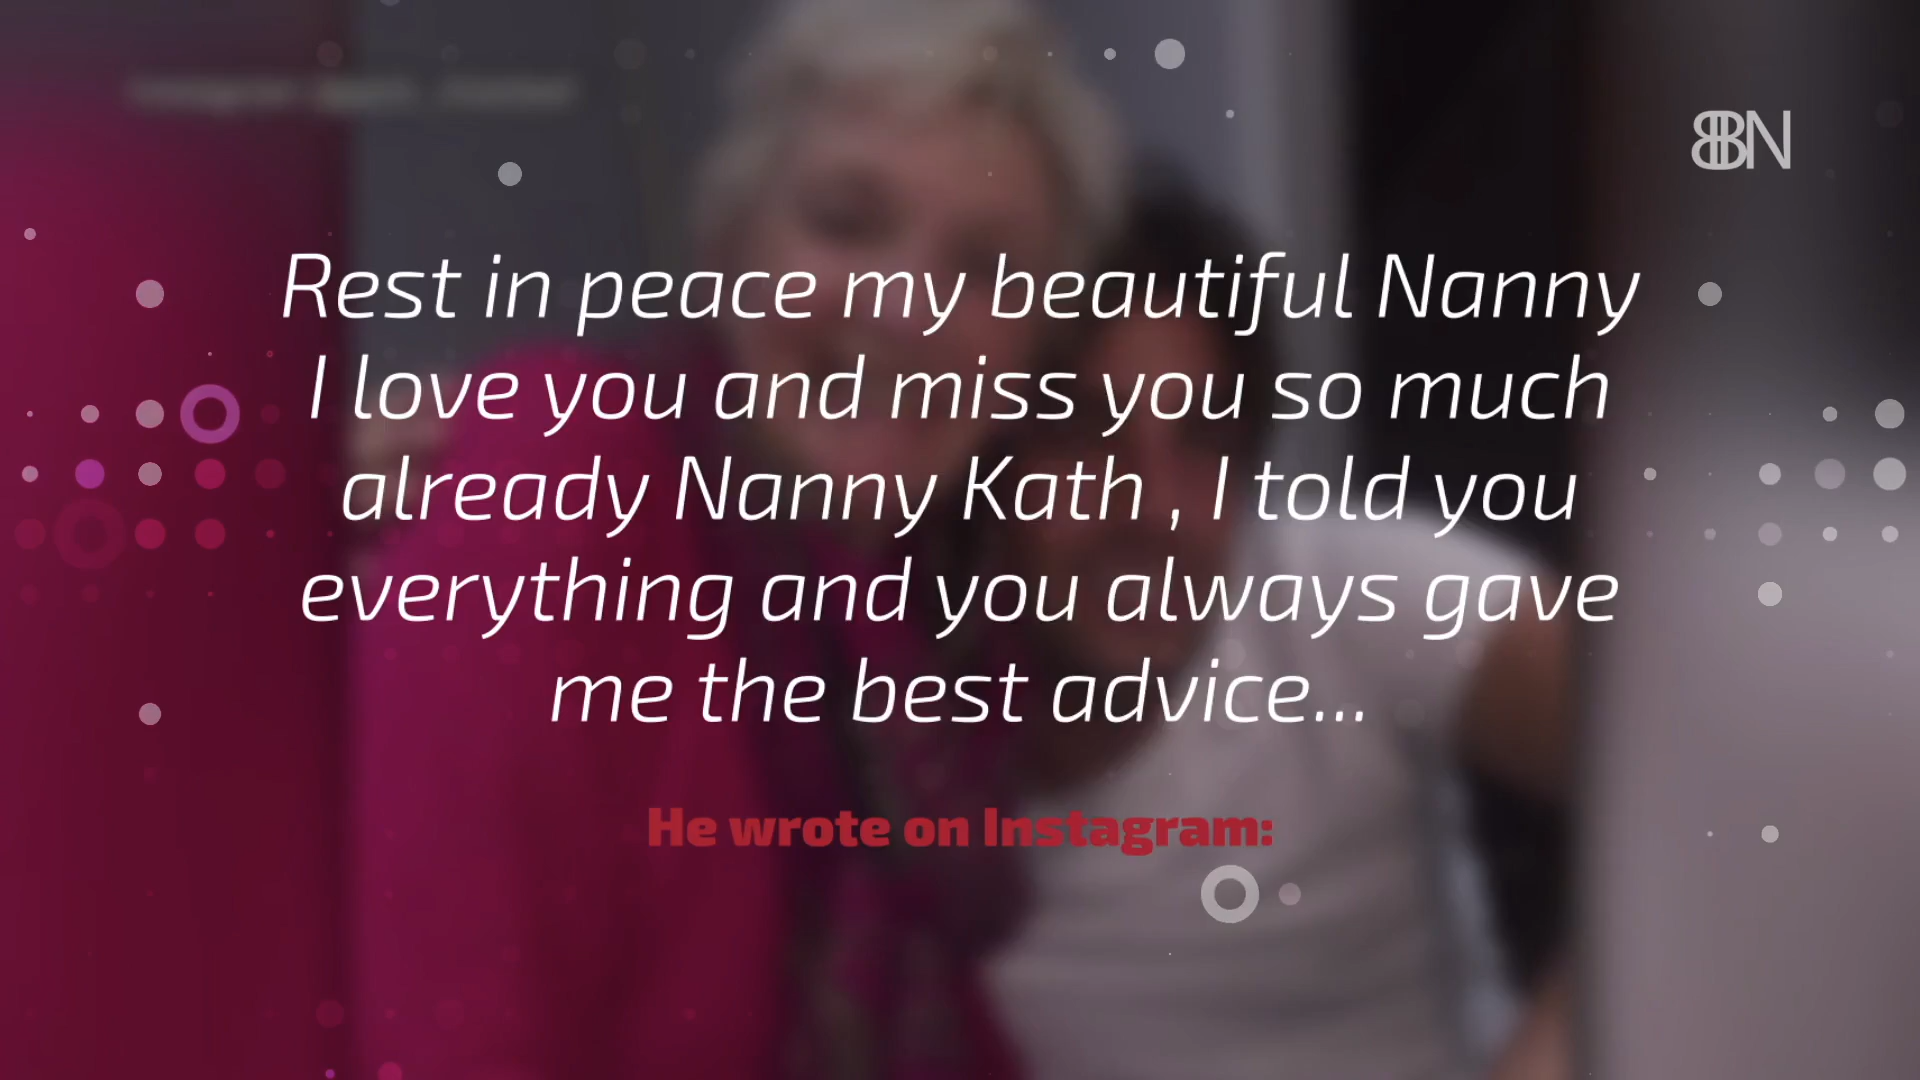 BBN
Rest in peace my beautiful Nanny
I love you and miss you so much
already Nanny Kath , I told you
everything and you always gave
me the best advice...
He wrote on Instagram: